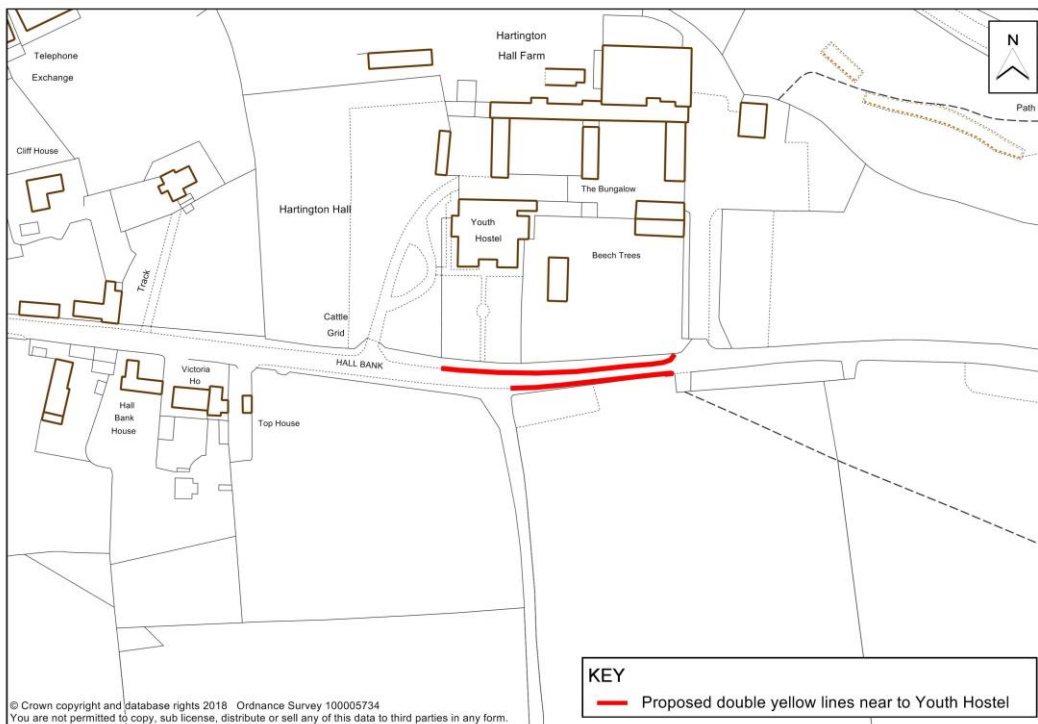 Hartington
Hall Farm
N
Telephone
Exchange
Path
Cliff House
The Bungalow
Hartington Hall
Youth
Hostel
Beech Trees
Track
Cattle
Grid
HALL BANK
Victoria
Ho
Hall
Bank
House
Top House
KEY
Proposed double yellow lines near to Youth Hostel
© Crown copyright and database rights 2018 Ordnance Survey 100005734
You are not permitted to copy, sub license, distribute or sell any of this data to third parties in any form.